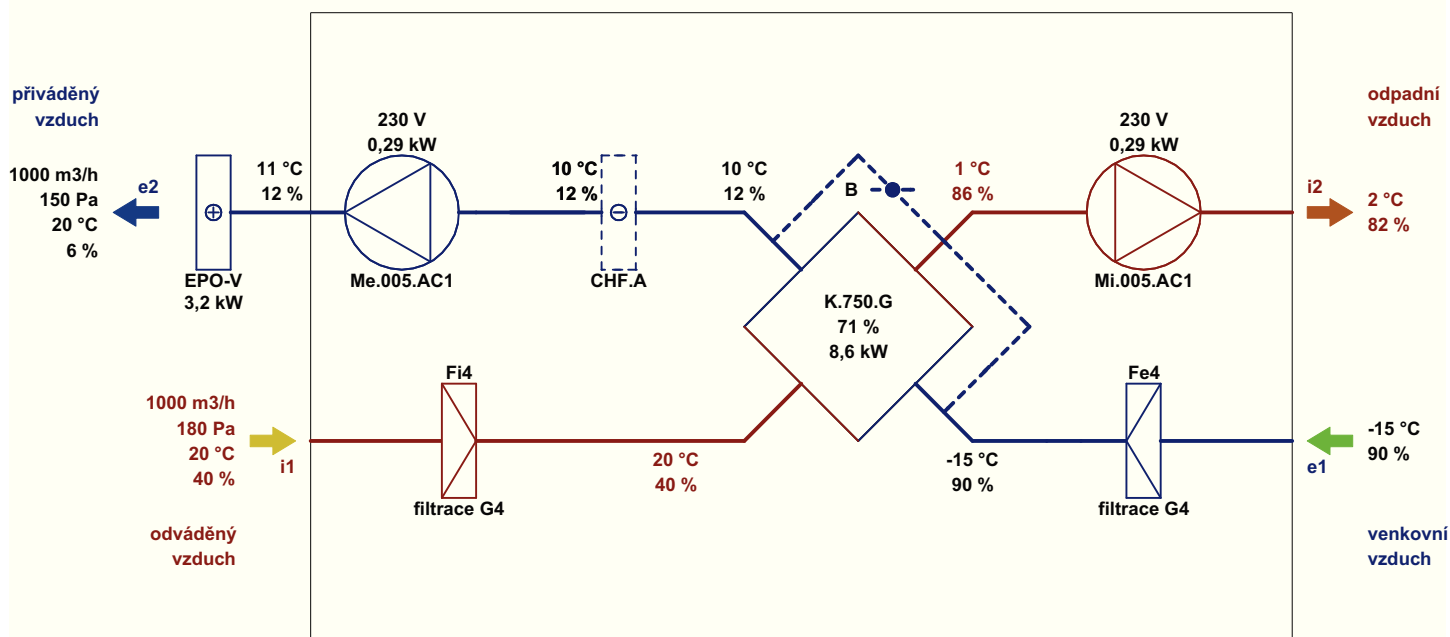 přiváděný
vzduch
1000 m3/h
150 Pa
20 °C
6 %
e2
EPO-V
3,2 kW
11 °C
12 %
230 V
0,29 kW
Me.005.AC1
10 °C
12 %
CHF.A
10 °C
12 %
B
K.750.G
71 %
8,6 kW
1 °C
86 %
230 V
0,29 kW
Mi.005.AC1
odpadní
vzduch
i2
2 °C
82 %
1000 m3/h
180 Pa
20 °C
40 %
i1
odváděný
vzduch
Fi4
filtrace G4
20 °C
40 %
-15 °C
90 %
Fe4
filtrace G4
e1
-15 °C
90 %
venkovní
vzduch